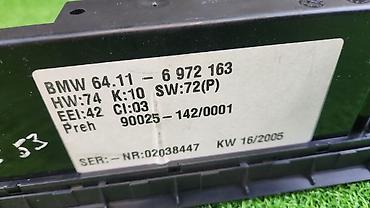 BMW 64.11 - 6 972 163
HW:74 K:10 SW:72(P)
EEI:42 CI:03
Preh 90025-142/0001
SER:-NR:02038447 KW 16/2005
53